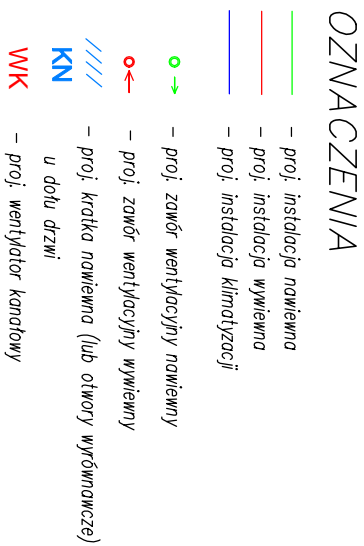 OZNACZENIA
- proj. instalacja nawiewna
- proj. instalacja wywiewna
- proj. instalacja klimatyzacji
- proj. zawór wentylacyjny nawiewny
- proj. zawór wentylacyjny wywiewny
- proj. kratka nawiewna (lub otwory wyrównawcze)
KN u dołu drzwi
WK - proj. wentylator kanałowy